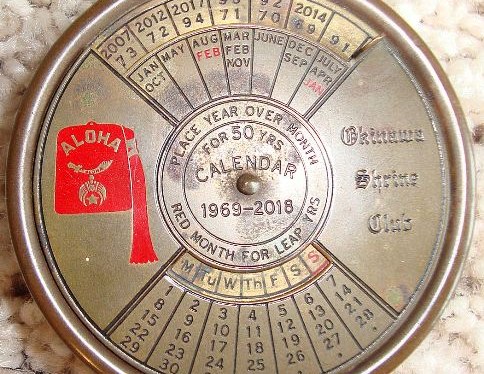 2007 2012 2017 2014
73 72 94 71 70 69 91
JAN MAY AUG MAR JUNE DEC JULY
OCT FEB FEB SEP APR
NOV JAN
PEACE YEAR OVER MONTH
FOR 50 YRS
CALENDAR
1969-2018
RED MONTH FOR LEAP YRS
ALOHA
Okinawa
Shrine
Club
M Tu W Th F S S
1 2 3 4 5 6 7
8 9 10 11 12 13 14
15 16 17 18 19 20 21
22 23 24 25 26 27 28
29 30